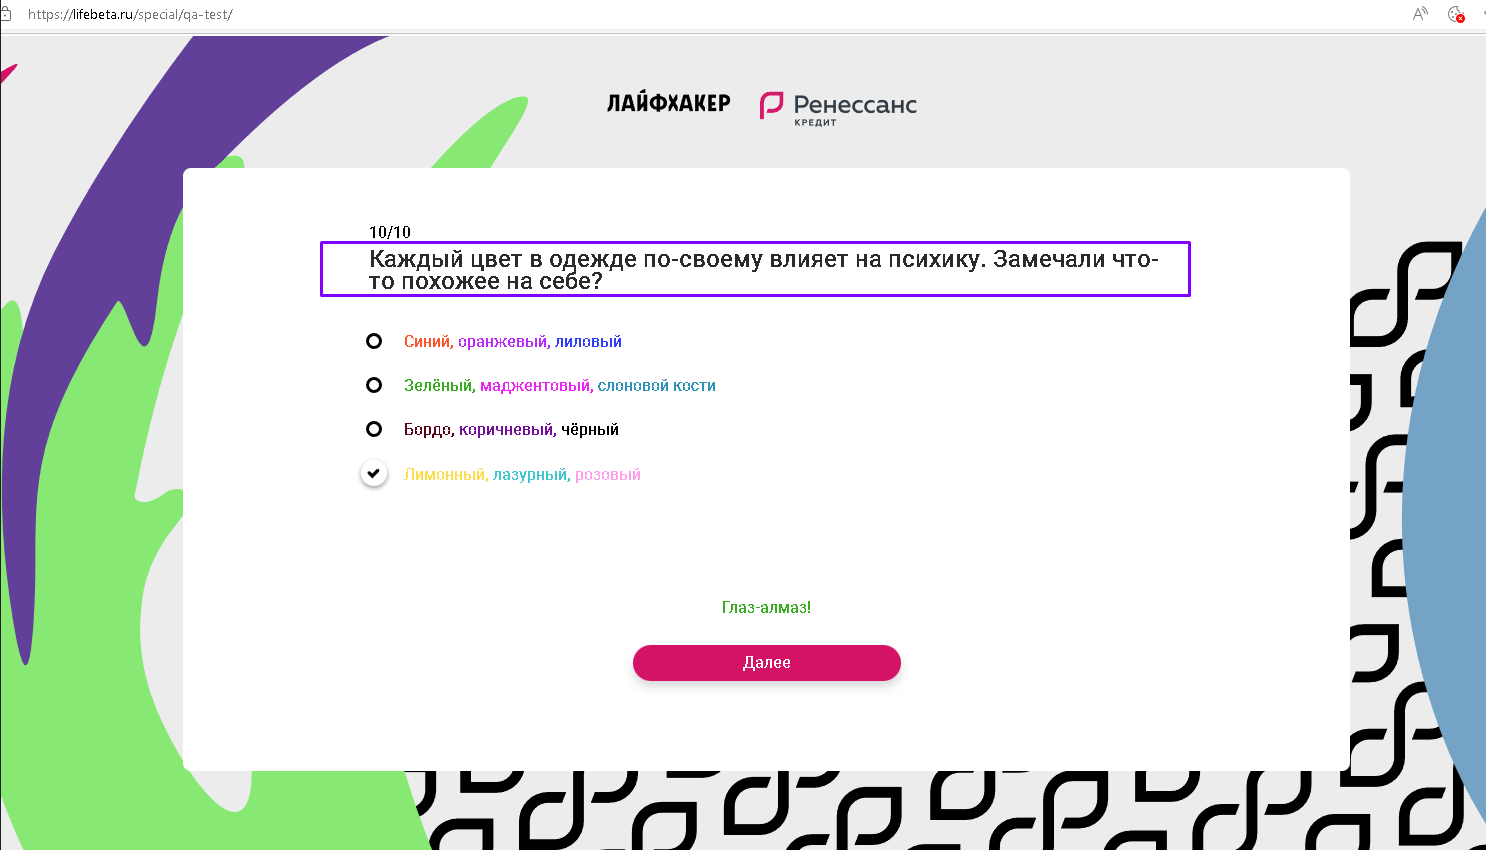 https://lifebeta.ru/special/qa-test/
ЛАЙФХАКЕР
Ренессанс
КРЕДИТ
10/10
Каждый цвет в одежде по-своему влияет на психику. Замечали что-
то похожее на себе?
Синий, оранжевый, лиловый
Зелёный, маджентовый, слоновой кости
Бордо, коричневый, чёрный
Лимонный, лазурный, розовый
Глаз-алмаз!
Далее